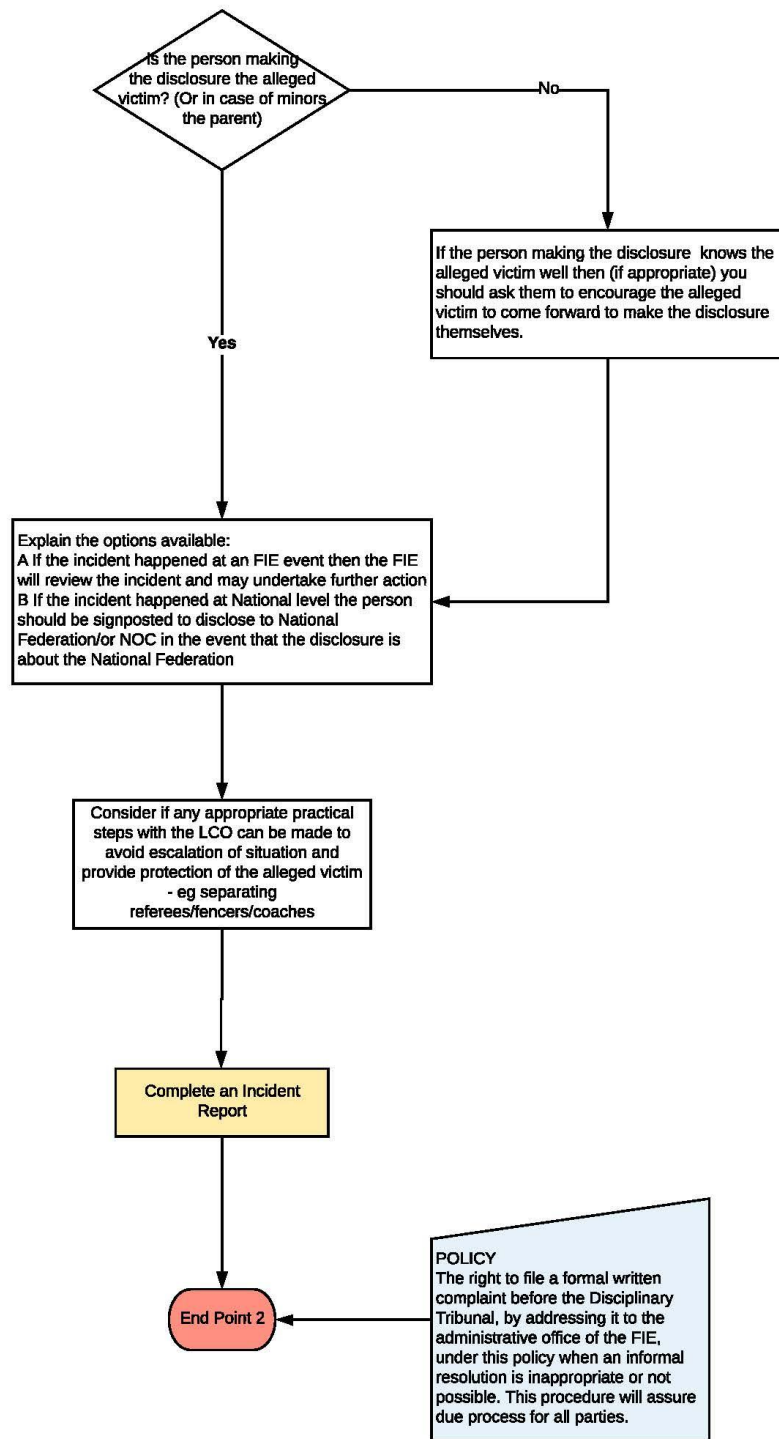 Is the person making
the disclosure the alleged
victim? (Or in case of minors
the parent)
No
If the person making the disclosure  knows the
alleged victim well then (if appropriate) you
should ask them to encourage the alleged
victim to come forward to make the disclosure
themselves.
Yes
Explain the options available:
A If the incident happened at an FIE event then the FIE
will review the incident and may undertake further action
B If the incident happened at National level the person
should be signposted to disclose to National
Federation/or NOC in the event that the disclosure is
about the National Federation
Consider if any appropriate practical
steps with the LCO can be made to
avoid escalation of situation and
provide protection of the alleged victim
- eg separating
referees/fencers/coaches
Complete an Incident
Report
End Point 2
POLICY
The right to file a formal written
complaint before the Disciplinary
Tribunal, by addressing it to the
administrative office of the FIE,
under this policy when an informal
resolution is inappropriate or not
possible. This procedure will assure
due process for all parties.